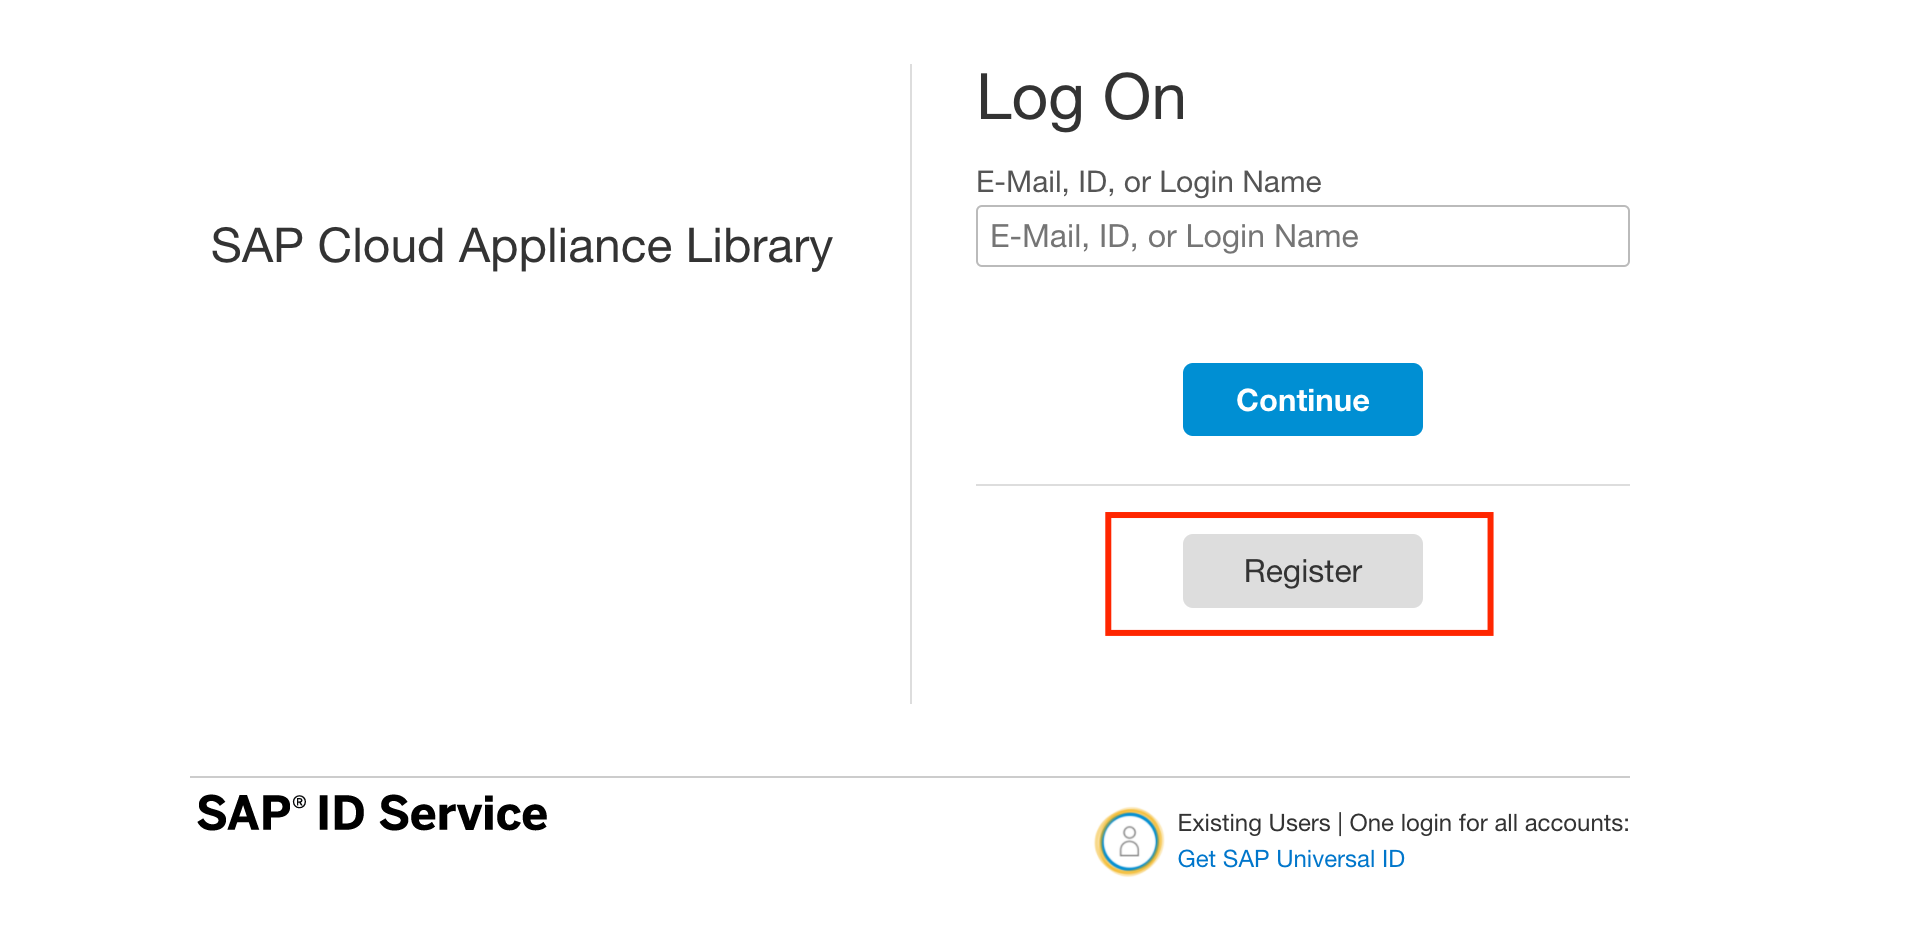 SAP Cloud Appliance Library
Log On
E-Mail, ID, or Login Name
E-Mail, ID, or Login Name
Continue
Register
SAP® ID Service
Existing Users | One login for all accounts:
Get SAP Universal ID